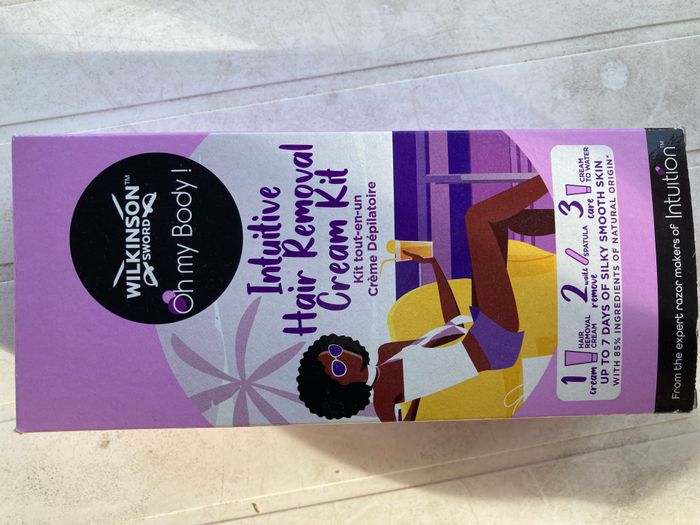 WILKINSON™
SWORD
Oh my Body!
Intuitive
Hair Removal
Cream Kit
Kit tout-en-un
Crème Dépilatoire
1 HAIR REMOVAL CREAM
cream
2 SPATULA
wait&
remove
3 CREAM TO WATER
care
UP TO 7 DAYS OF SILKY SMOOTH SKIN
WITH 85% INGREDIENTS OF NATURAL ORIGIN*
From the expert razor makers of Intuition™